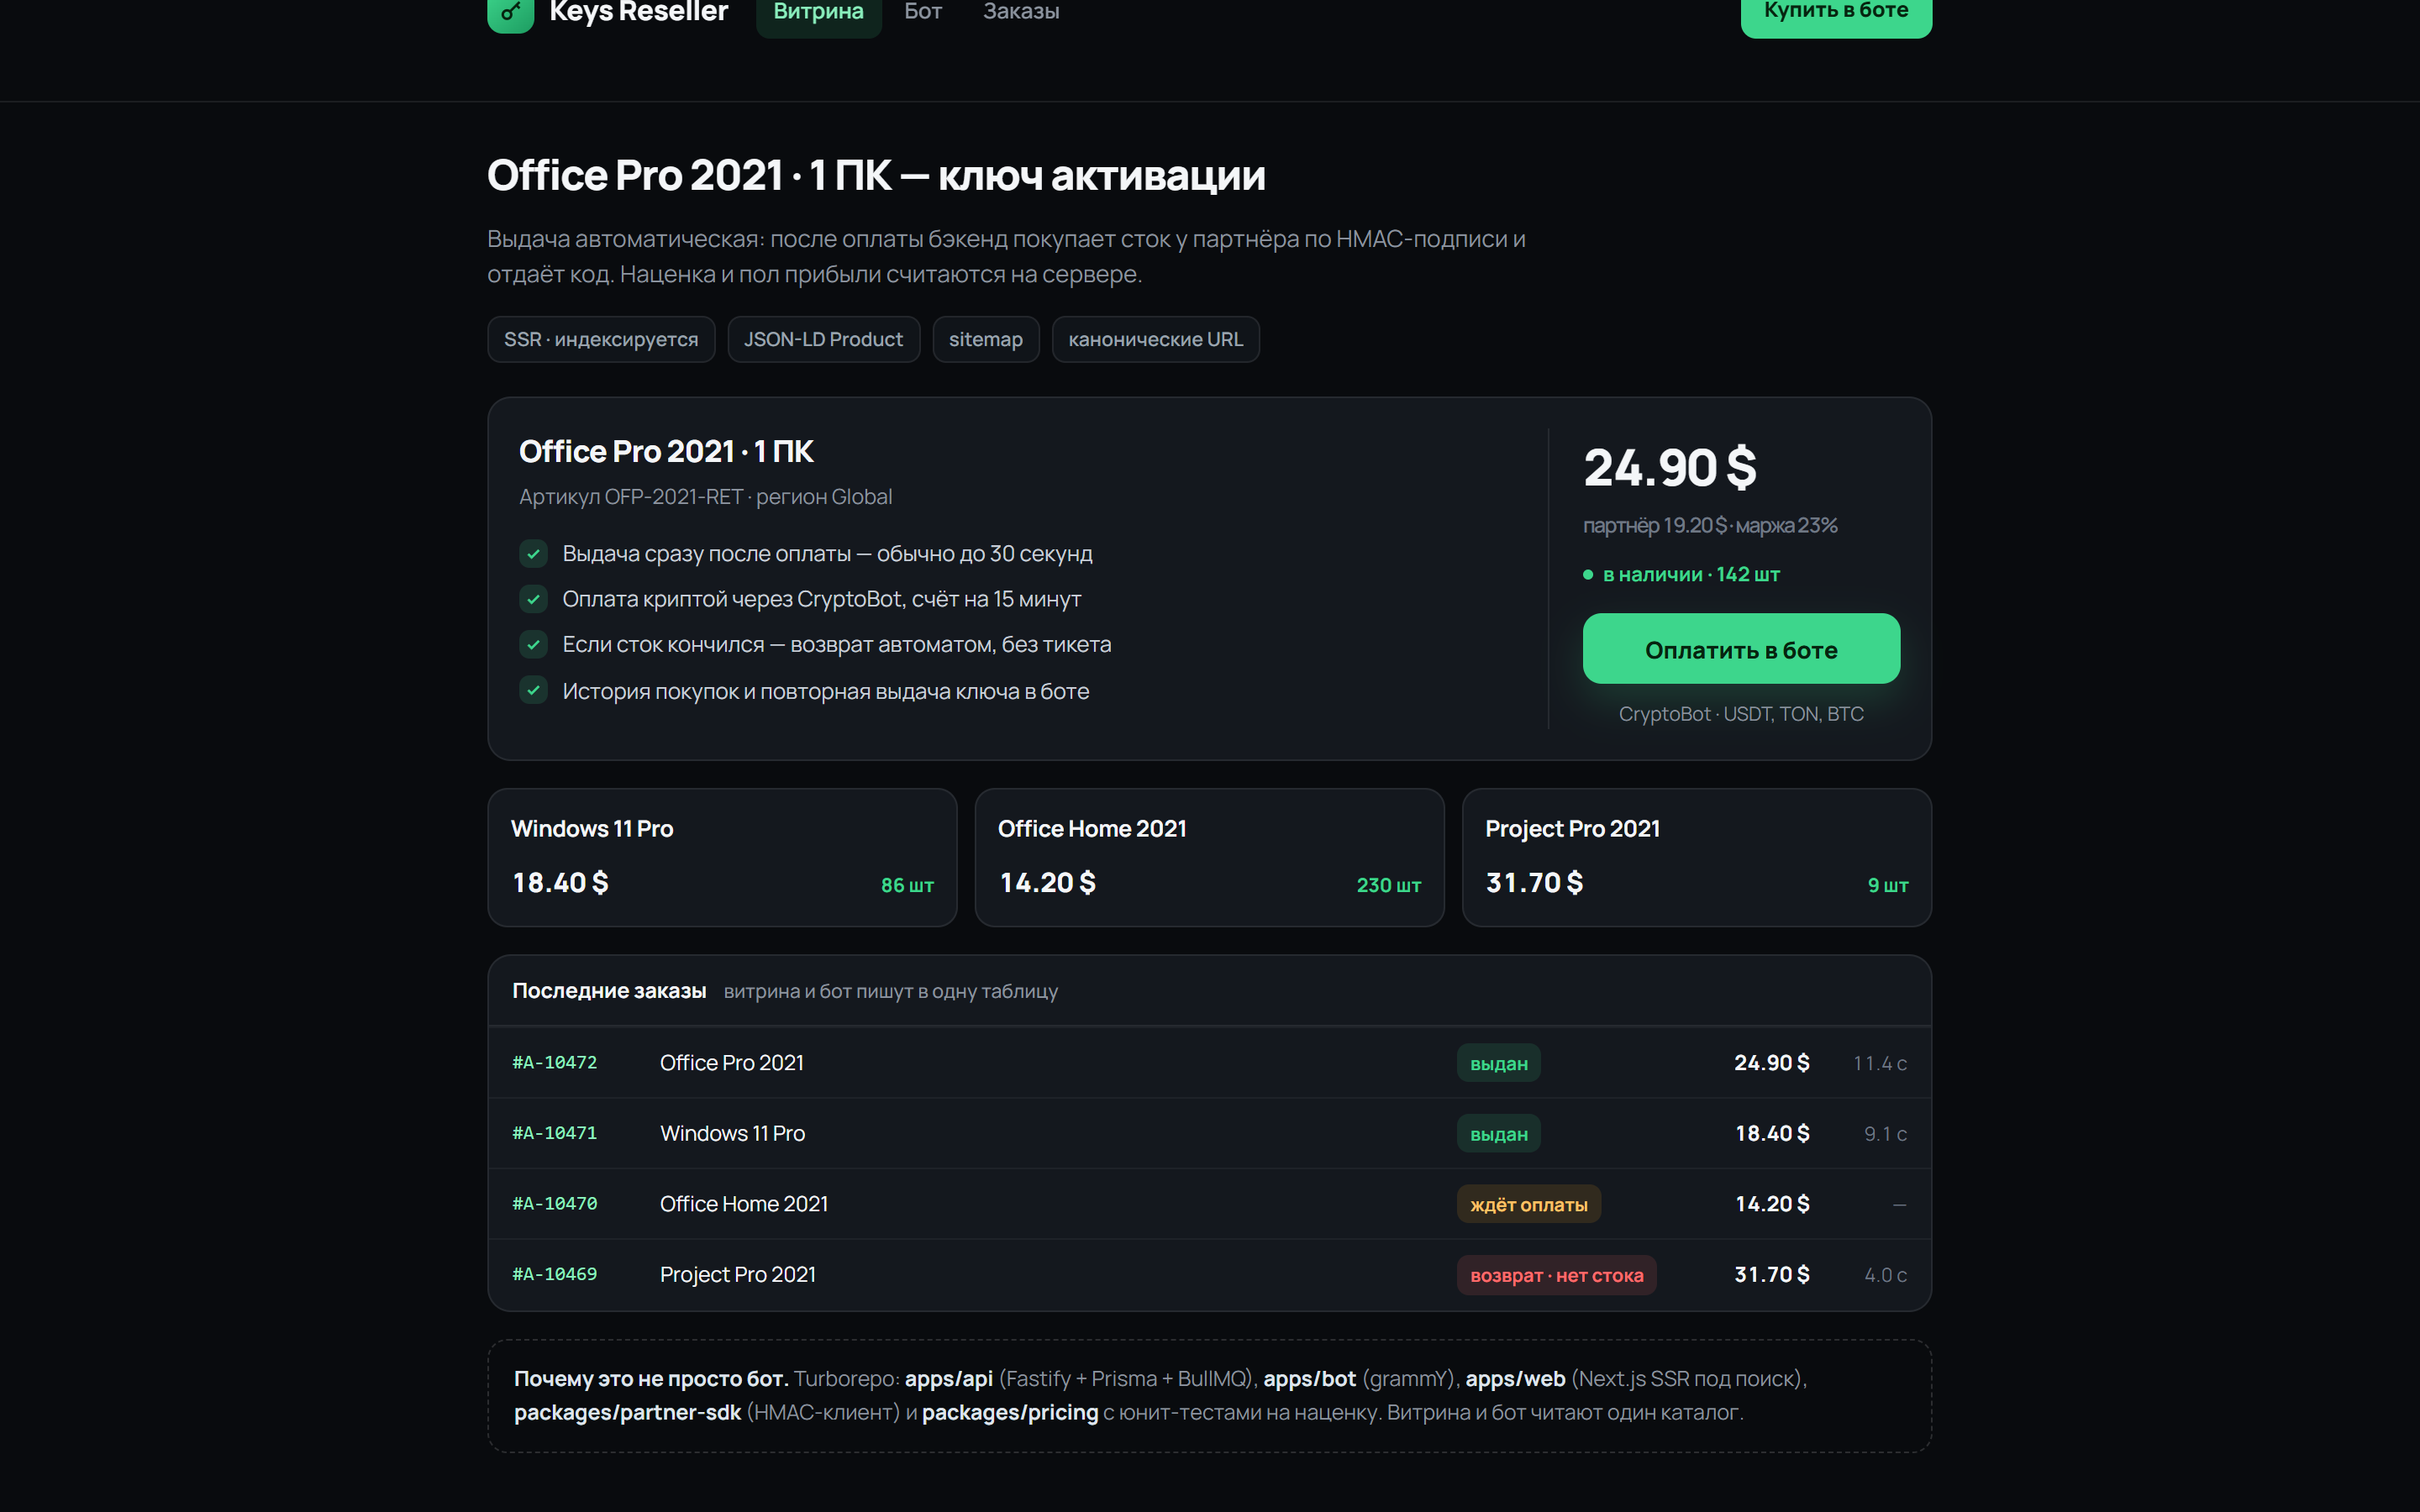 Keys Reseller Витрина Бот Заказы Купить в боте
Office Pro 2021 · 1 ПК — ключ активации
Выдача автоматическая: после оплаты бэкенд покупает сток у партнёра по HMAC-подписи и
отдаёт код. Наценка и пол прибыли считаются на сервере.
SSR · индексируется JSON-LD Product sitemap канонические URL
Office Pro 2021 · 1 ПК
Артикул OFP-2021-RET · регион Global
Выдача сразу после оплаты — обычно до 30 секунд
Оплата криптой через CryptoBot, счёт на 15 минут
Если сток кончился — возврат автоматом, без тикета
История покупок и повторная выдача ключа в боте
24.90 $
партнёр 19.20 $ · маржа 23%
в наличии · 142 шт
Оплатить в боте
CryptoBot · USDT, TON, BTC
Windows 11 Pro
18.40 $ 86 шт
Office Home 2021
14.20 $ 230 шт
Project Pro 2021
31.70 $ 9 шт
Последние заказы витрина и бот пишут в одну таблицу
#A-10472 Office Pro 2021 выдан 24.90 $ 11.4 с
#A-10471 Windows 11 Pro выдан 18.40 $ 9.1 с
#A-10470 Office Home 2021 ждёт оплаты 14.20 $ —
#A-10469 Project Pro 2021 возврат · нет стока 31.70 $ 4.0 с
Почему это не просто бот. Turborepo: apps/api (Fastify + Prisma + BullMQ), apps/bot (grammY), apps/web (Next.js SSR под поиск),
packages/partner-sdk (HMAC-клиент) и packages/pricing с юнит-тестами на наценку. Витрина и бот читают один каталог.